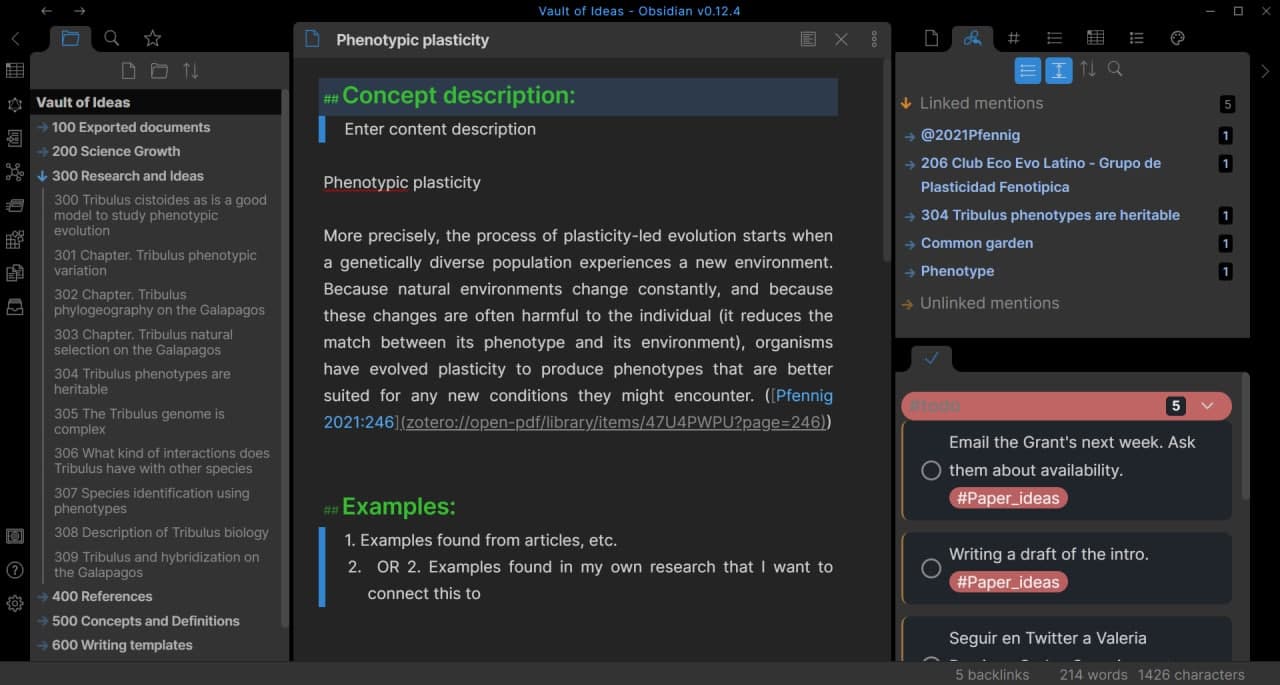 Vault of Ideas - Obsidian v0.12.4
Vault of Ideas
100 Exported documents
200 Science Growth
300 Research and Ideas
300 Tribulus cistoides as is a good
model to study phenotypic
evolution
301 Chapter. Tribulus phenotypic
variation
302 Chapter. Tribulus
phylogeography on the Galapagos
303 Chapter. Tribulus natural
selection on the Galapagos
304 Tribulus phenotypes are
heritable
305 The Tribulus genome is
complex
306 What kind of interactions does
Tribulus have with other species
307 Species identification using
phenotypes
308 Description of Tribulus biology
309 Tribulus and hybridization on
the Galapagos
400 References
500 Concepts and Definitions
600 Writing templates
Phenotypic plasticity
## Concept description:
Enter content description
Phenotypic plasticity
More precisely, the process of plasticity-led evolution starts when
a genetically diverse population experiences a new environment.
Because natural environments change constantly, and because
these changes are often harmful to the individual (it reduces the
match between its phenotype and its environment), organisms
have evolved plasticity to produce phenotypes that are better
suited for any new conditions they might encounter. ([Pfennig
2021:246](zotero://open-pdf/library/items/47U4PWPU?page=246))
## Examples:
1. Examples found from articles, etc.
2. OR 2. Examples found in my own research that I want to
connect this to
Linked mentions 5
@2021Pfennig 1
206 Club Eco Evo Latino - Grupo de 1
Plasticidad Fenotipica
304 Tribulus phenotypes are heritable 1
Common garden 1
Phenotype 1
Unlinked mentions
#todo 5
Email the Grant's next week. Ask
them about availability.
#Paper_ideas
Writing a draft of the intro.
#Paper_ideas
Seguir en Twitter a Valeria
5 backlinks 214 words 1426 characters